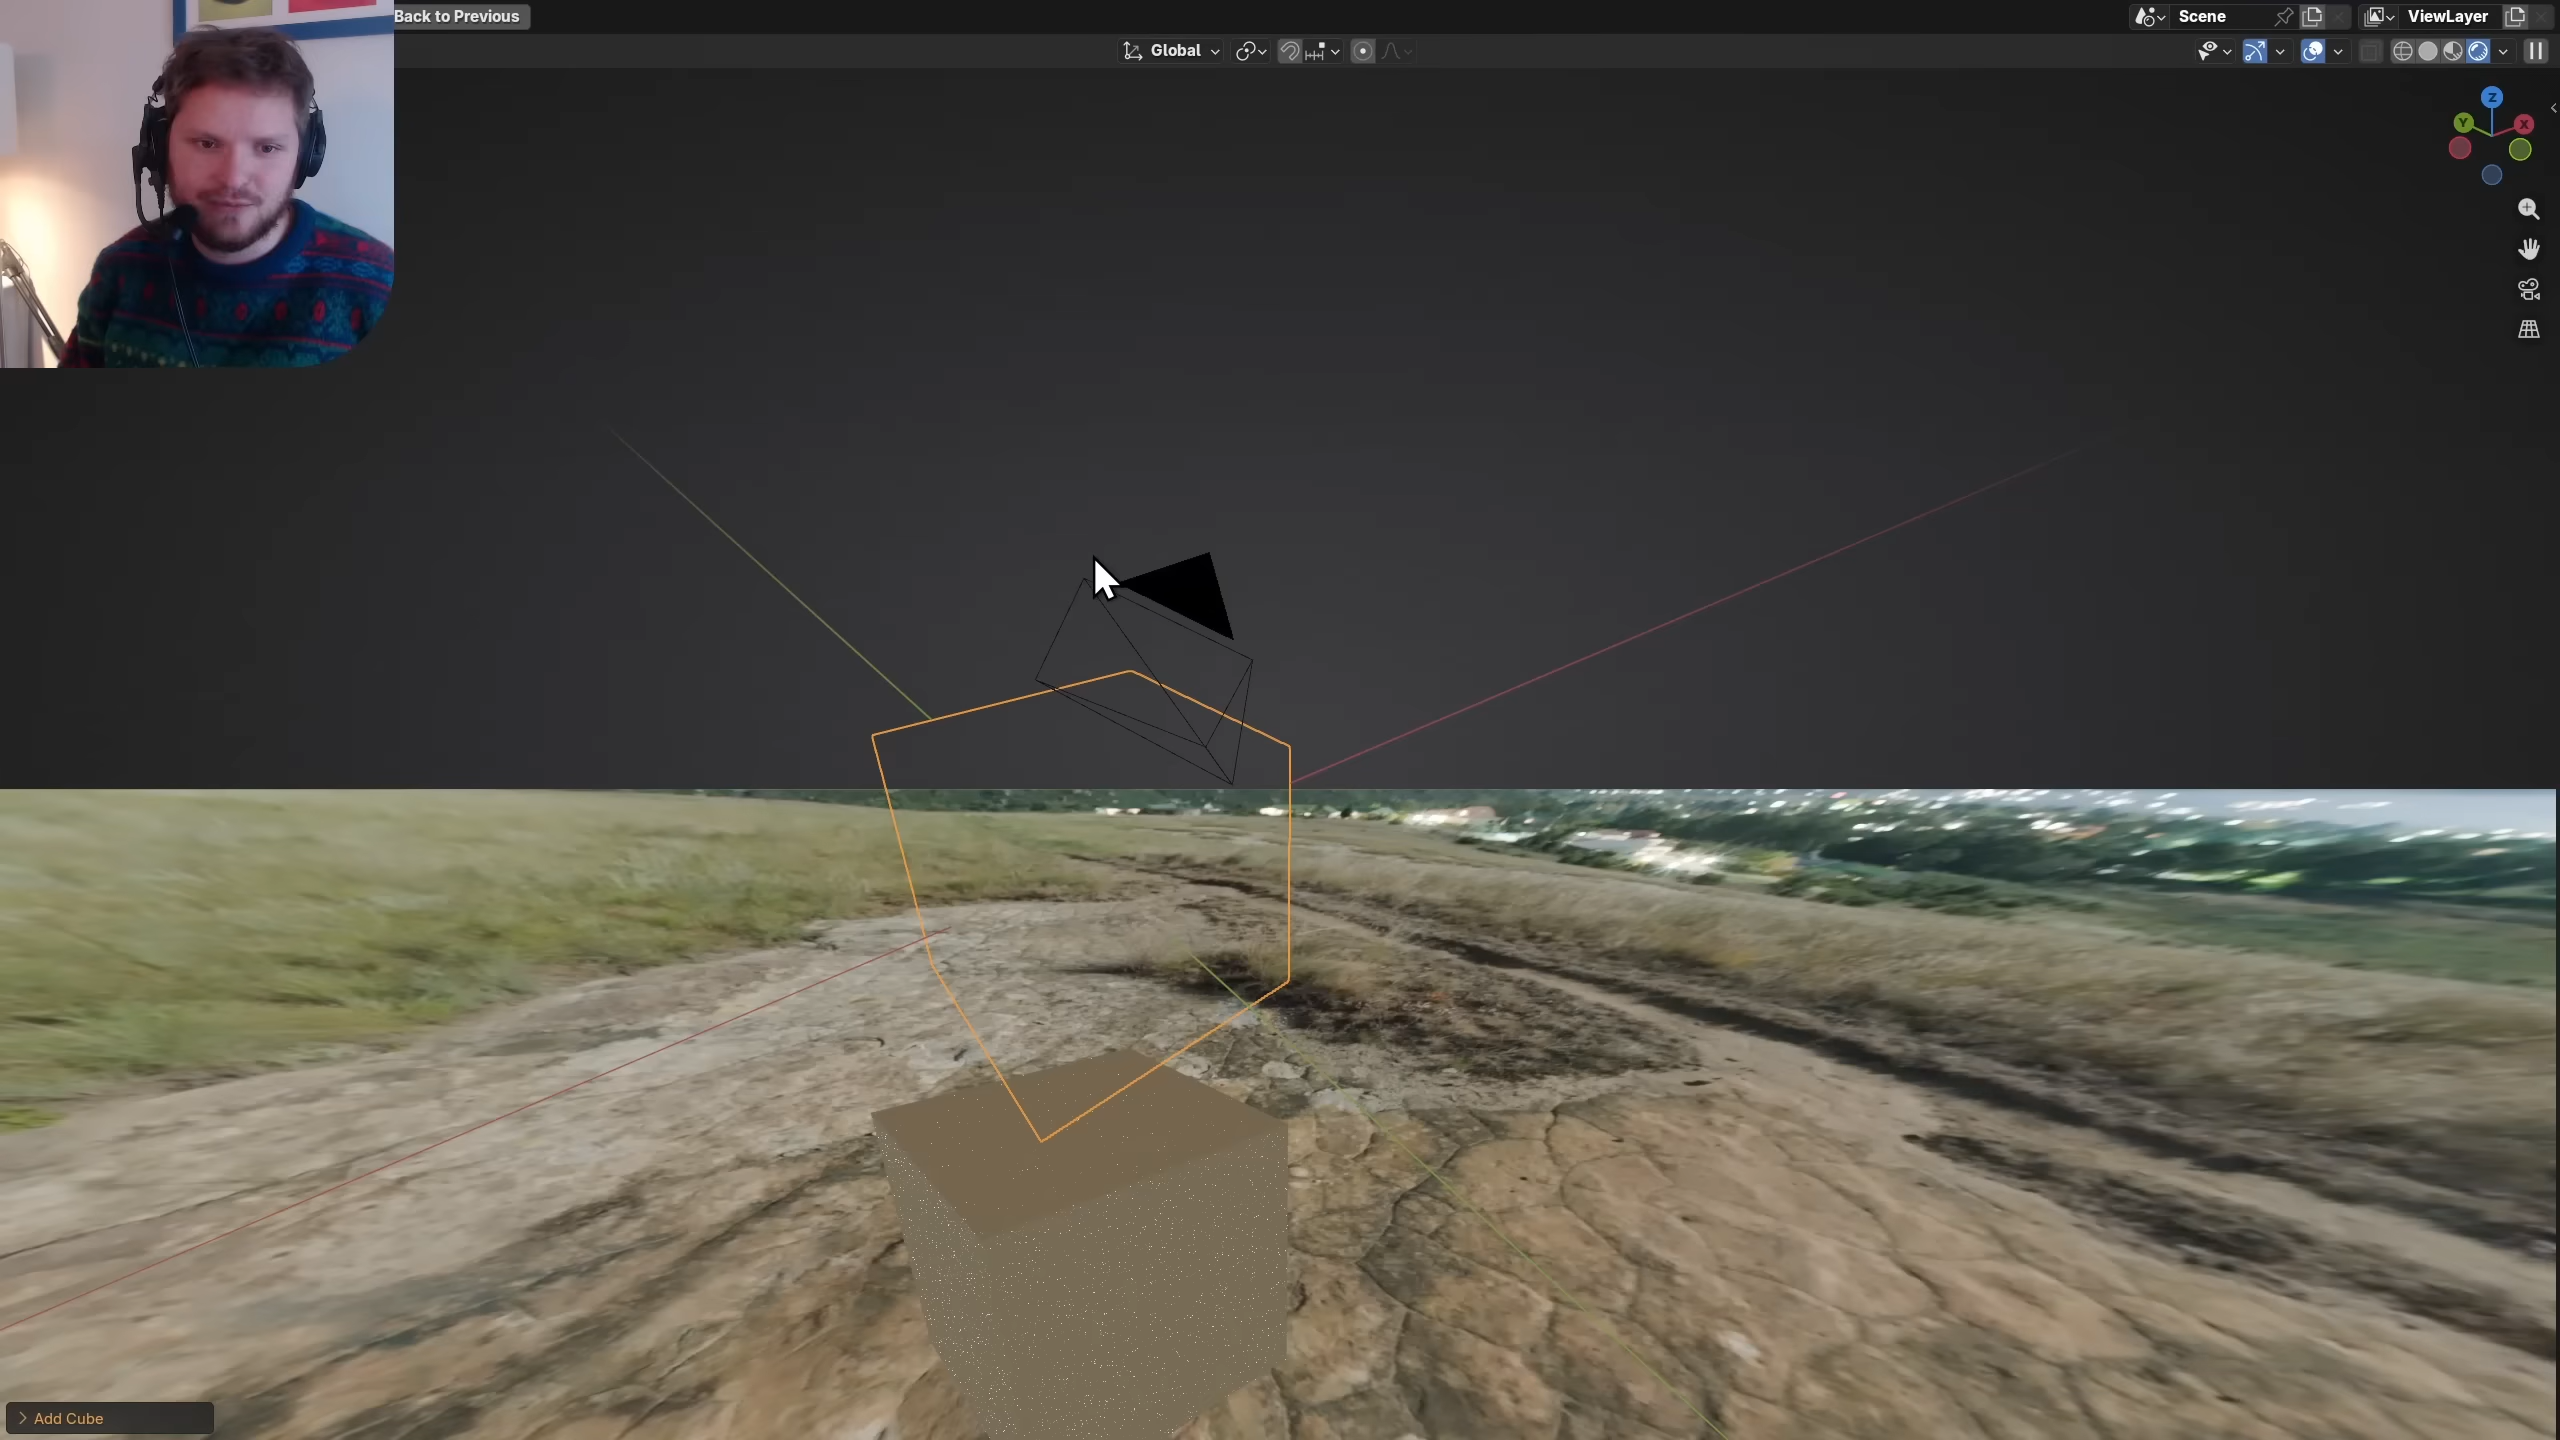 Back to Previous
Scene
ViewLayer
Global
Z
Y
X
Add Cube